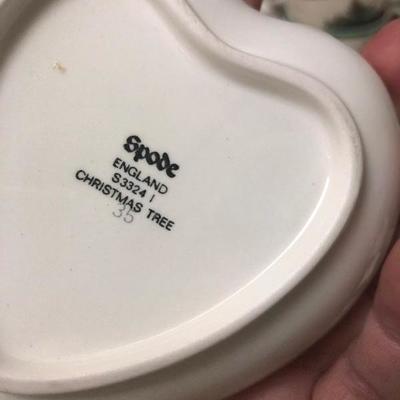 Spode
ENGLAND
S3324 I
CHRISTMAS TREE
35